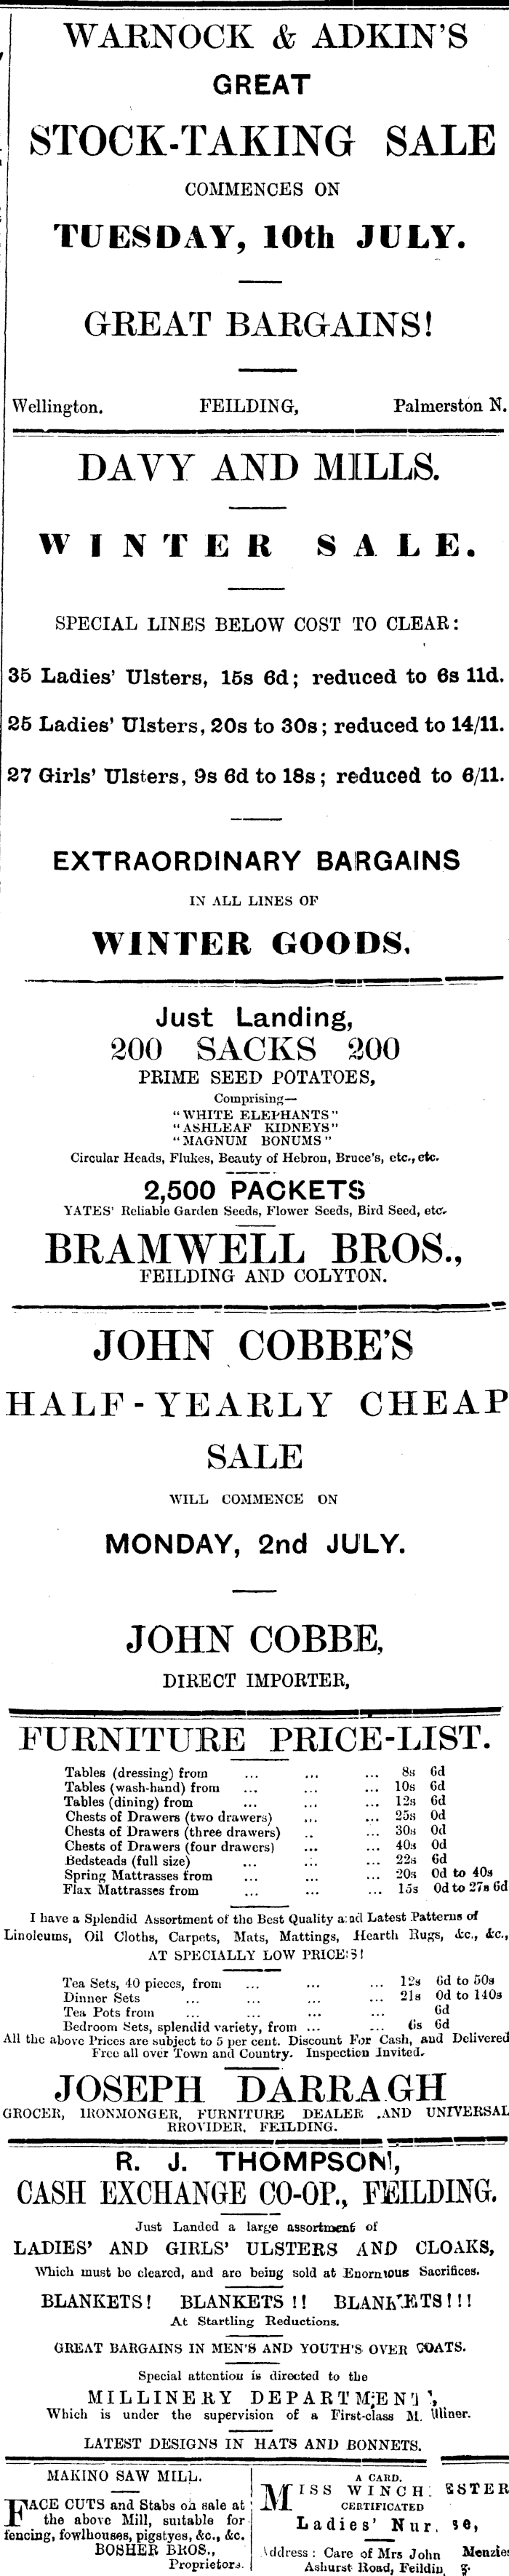 WARNOCK & ADKIN'S
GREAT
STOCK-TAKING SALE
COMMENCES ON
TUESDAY, 10th JULY.
GREAT BARGAINS!
Wellington. FEILDING, Palmerston N.
DAVY AND MILLS.
WINTER SALE.
SPECIAL LINES BELOW COST TO CLEAR:
35 Ladies' Ulsters, 15s 6d; reduced to 6s 11d.
25 Ladies' Ulsters, 20s to 30s; reduced to 14/11.
27 Girls' Ulsters, 9s 6d to 18s; reduced to 6/11.
EXTRAORDINARY BARGAINS
IN ALL LINES OF
WINTER GOODS.
Just Landing,
200 SACKS 200
PRIME SEED POTATOES,
Comprising—
"WHITE ELEPHANTS"
"ASHLEAF KIDNEYS"
"MAGNUM BONUMS"
Circular Heads, Flukes, Beauty of Hebron, Bruce's, etc., etc.
2,500 PACKETS
YATES' Reliable Garden Seeds, Flower Seeds, Bird Seed, etc.
BRAMWELL BROS.,
FEILDING AND COLYTON.
JOHN COBBE'S
HALF-YEARLY CHEAP
SALE
WILL COMMENCE ON
MONDAY, 2nd JULY.
JOHN COBBE,
DIRECT IMPORTER,
FURNITURE PRICE-LIST.
Tables (dressing) from ... ... ... 8s 6d
Tables (wash-hand) from ... ... ... 10s 6d
Tables (dining) from ... ... ... 12s 6d
Chests of Drawers (two drawers) ... ... 25s 0d
Chests of Drawers (three drawers) .. ... 30s 0d
Chests of Drawers (four drawers) ... ... 40s 0d
Bedsteads (full size) ... ... ... 22s 6d
Spring Mattrasses from ... ... ... 20s 0d to 40s
Flax Mattrasses from ... ... ... 15s 0d to 27s 6d
I have a Splendid Assortment of the Best Quality and Latest Patterns of
Linoleums, Oil Cloths, Carpets, Mats, Mattings, Hearth Rugs, &c., &c.,
AT SPECIALLY LOW PRICES!
Tea Sets, 40 pieces, from ... ... ... 12s 6d to 50s
Dinner Sets ... ... ... ... 21s 0d to 140s
Tea Pots from ... ... ... ... 6d
Bedroom Sets, splendid variety, from ... ... 6s 6d
All the above Prices are subject to 5 per cent. Discount For Cash, and Delivered
Free all over Town and Country. Inspection Invited.
JOSEPH DARRAGH
GROCER, IRONMONGER, FURNITURE DEALER AND UNIVERSAL
RROVIDER, FEILDING.
R. J. THOMPSON,
CASH EXCHANGE CO-OP., FEILDING.
Just Landed a large assortment of
LADIES' AND GIRLS' ULSTERS AND CLOAKS,
Which must be cleared, and are being sold at Enormous Sacrifices.
BLANKETS! BLANKETS!! BLANKETS!!!
At Startling Reductions.
GREAT BARGAINS IN MEN'S AND YOUTH'S OVER COATS.
Special attention is directed to the
MILLINERY DEPARTMENT,
Which is under the supervision of a First-class Milliner.
LATEST DESIGNS IN HATS AND BONNETS.
MAKINO SAW MILL.
FACE CUTS and Stabs on sale at
the above Mill, suitable for
fencing, fowlhouses, pigstyes, &c., &c.
BOSHER BROS.,
Proprietors.
A CARD.
MISS WINCHESTER
CERTIFICATED
Ladies' Nurse,
Address: Care of Mrs John Menzies
Ashurst Road, Feilding.